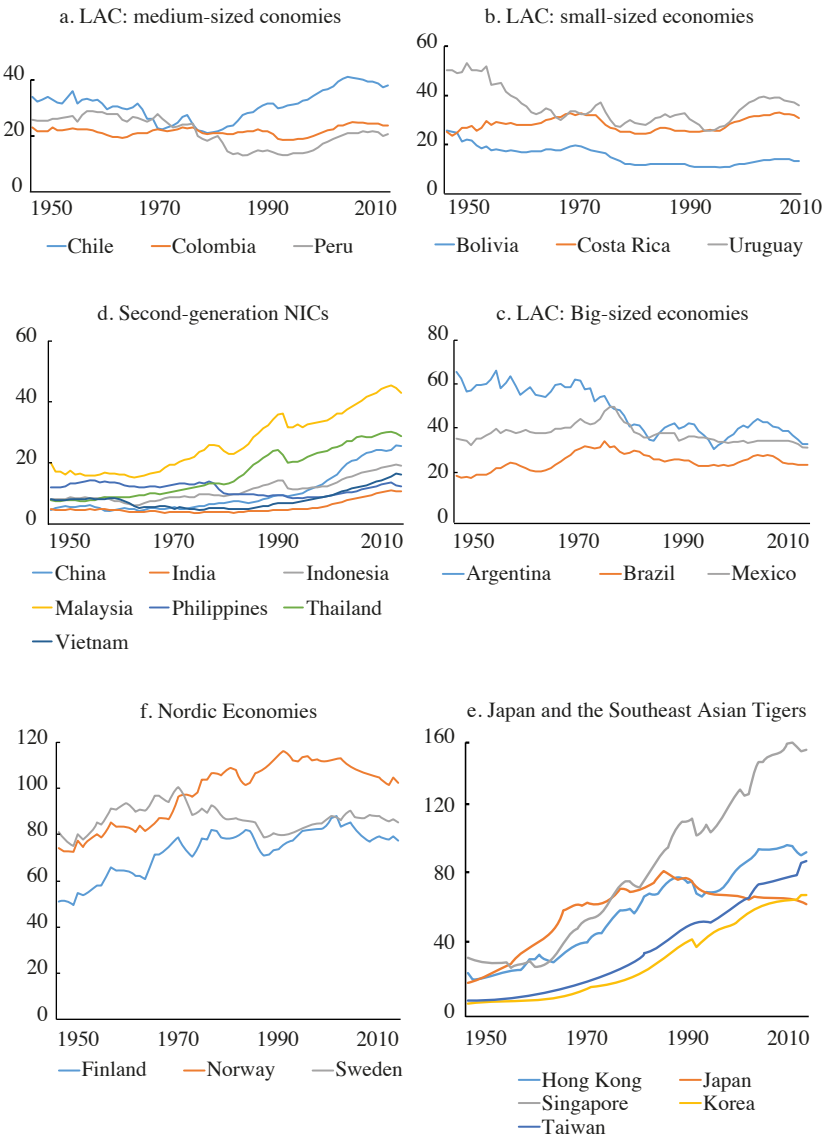 a. LAC: medium-sized conomies
40
20
0
1950 1970 1990 2010
Chile Colombia Peru
b. LAC: small-sized economies
60
40
20
0
1950 1970 1990 2010
Bolivia Costa Rica Uruguay
d. Second-generation NICs
60
40
20
0
1950 1970 1990 2010
China India Indonesia
Malaysia Philippines Thailand
Vietnam
c. LAC: Big-sized economies
80
60
40
20
0
1950 1970 1990 2010
Argentina Brazil Mexico
f. Nordic Economies
120
100
80
60
40
20
0
1950 1970 1990 2010
Finland Norway Sweden
e. Japan and the Southeast Asian Tigers
160
120
80
40
0
1950 1970 1990 2010
Hong Kong Japan
Singapore Korea
Taiwan